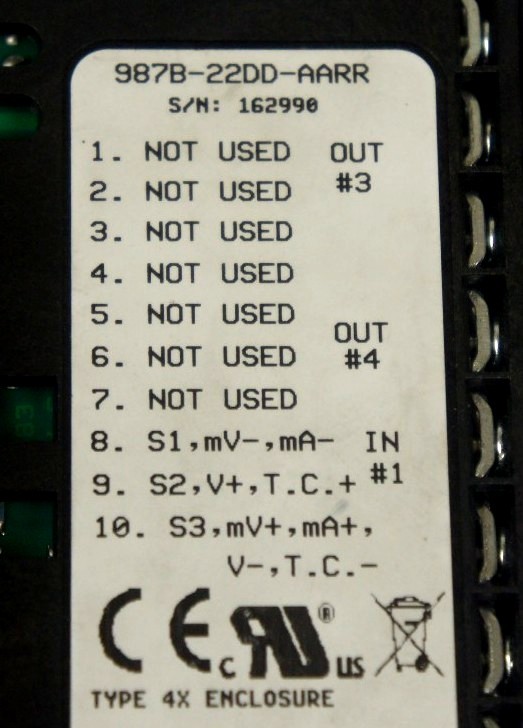 987B-22DD-AARR
S/N: 162990
1. NOT USED OUT
2. NOT USED #3
3. NOT USED
4. NOT USED
5. NOT USED
OUT
6. NOT USED #4
7. NOT USED
8. S1,mV-,mA- IN
9. S2,V+,T.C.+ #1
10. S3,mV+,mA+,
V-,T.C.-
CE c RU ® US
TYPE 4X ENCLOSURE